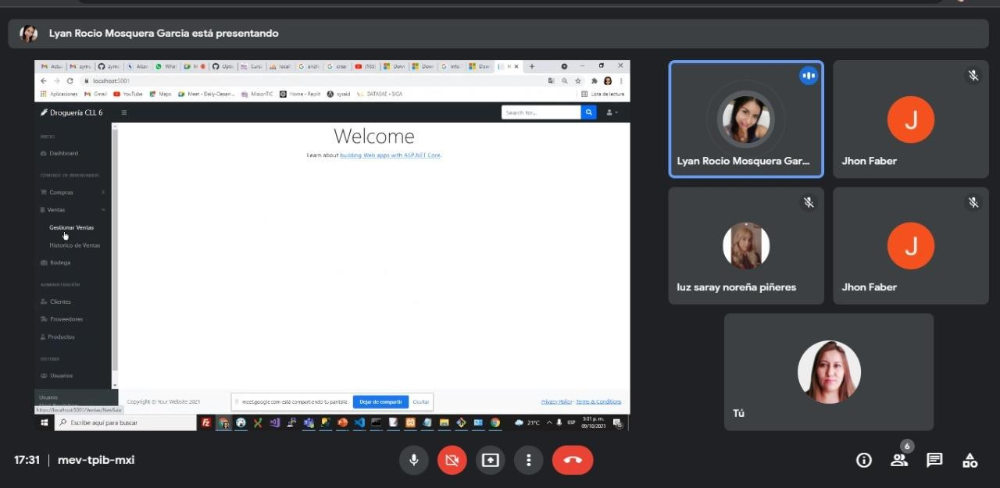 Lyan Rocio Mosquera Garcia está presentando
localhost:5001
Aplicaciones
Gmail
YouTube
Maps
Meet - Daily-Desarr...
MisionTIC
Home - Replit
sysaid
DATASAE • SIGA
Lista de lectura
Droguería CLL 6
Search for...
INICIO
Dashboard
CONTROL DE INVENTARIOS
Compras
Ventas
Gestionar Ventas
Historico de Ventas
Bodega
ADMINISTRACIÓN
Clientes
Proveedores
Productos
SISTEMA
Usuarios
Usuario:
https://localhost:5001/Ventas/NewSale
Welcome
Learn about building Web apps with ASP.NET Core.
Copyright © Your Website 2021
meet.google.com está compartiendo tu pantalla.
Dejar de compartir
Ocultar
Privacy Policy · Terms & Conditions
Escribe aquí para buscar
21°C
ESP
5:31 p. m.
09/10/2021
Lyan Rocio Mosquera Gar...
J
Jhon Faber
luz saray noreña piñeres
J
Jhon Faber
Tú
17:31 | mev-tpib-mxi
6